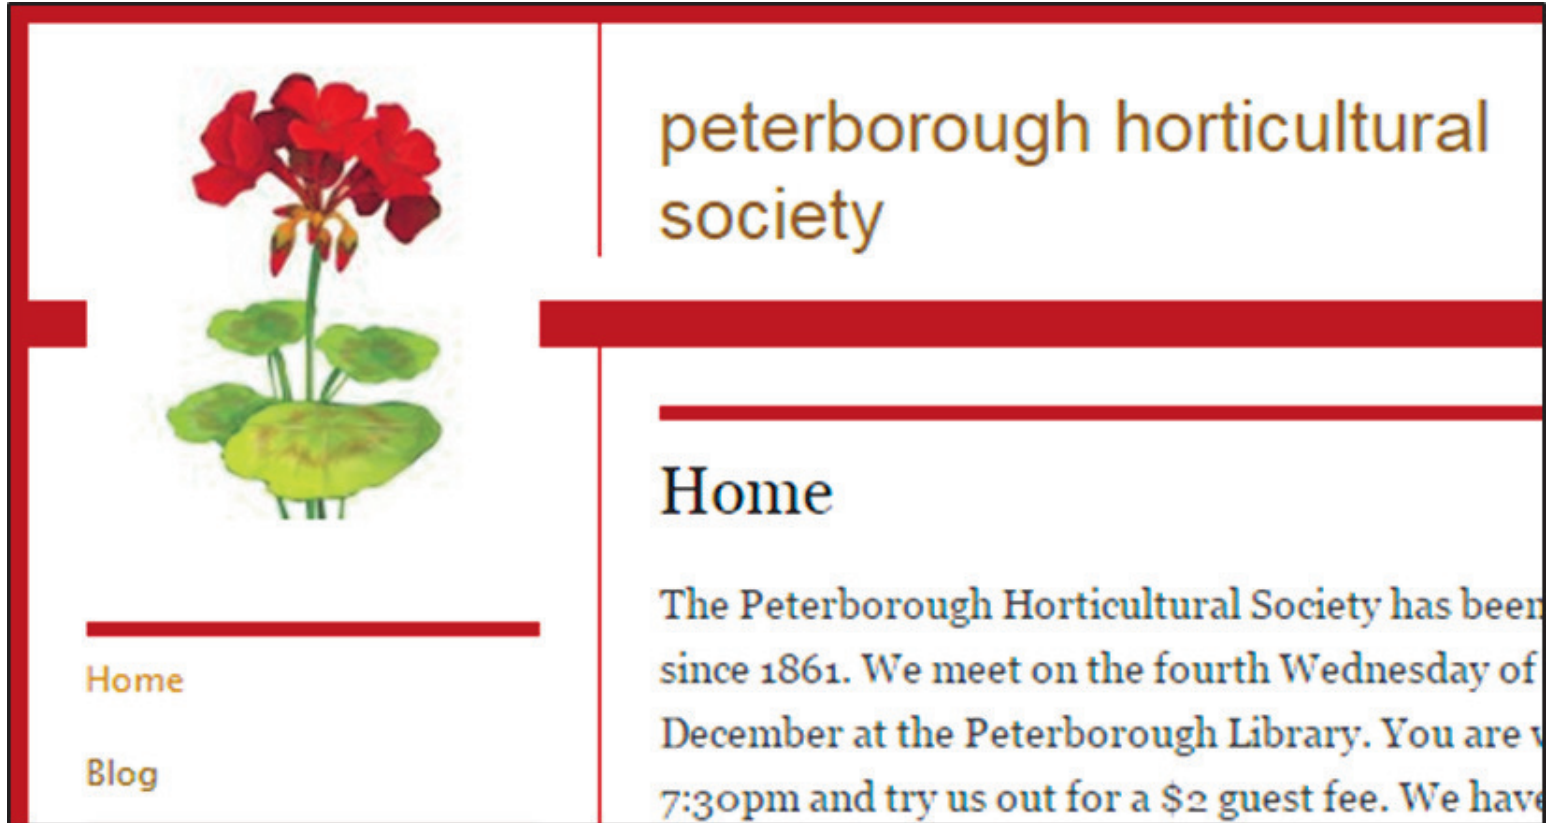 peterborough horticultural
society
Home
Blog
Home
The Peterborough Horticultural Society has been
since 1861. We meet on the fourth Wednesday of
December at the Peterborough Library. You are
7:30pm and try us out for a $2 guest fee. We have